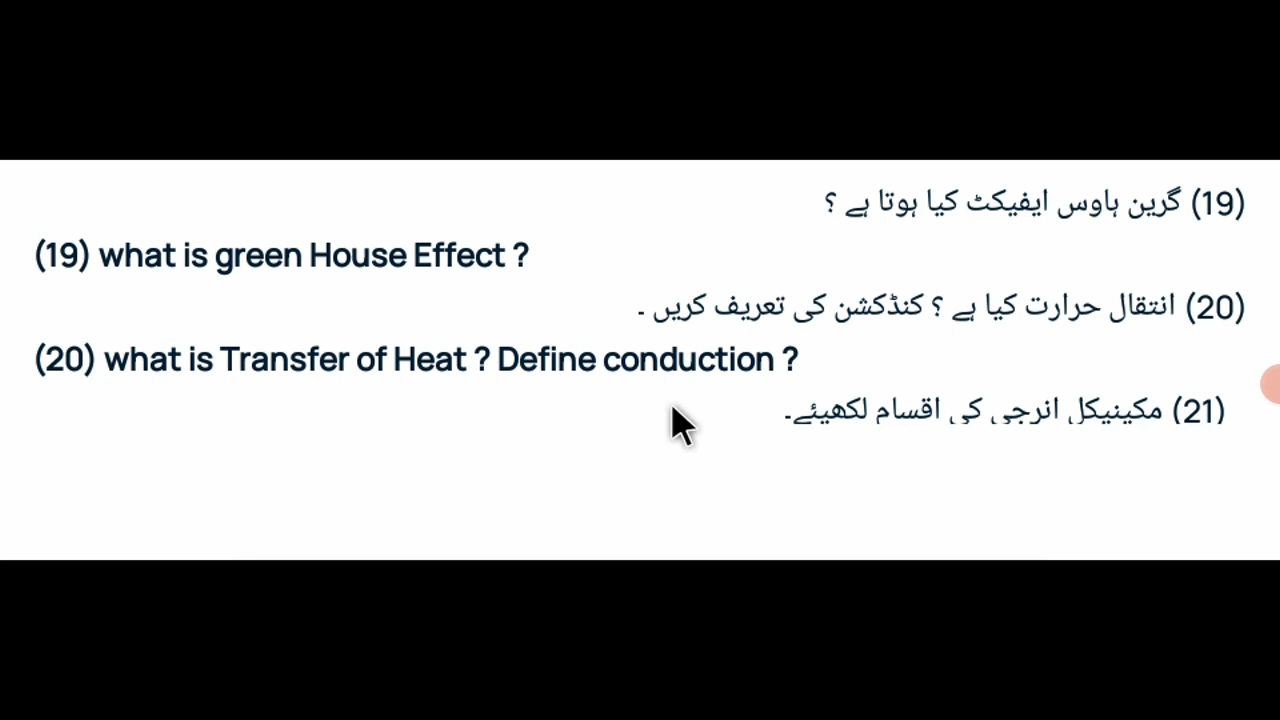 (19) گرین ہاوس ایفیکٹ کیا ہوتا ہے ؟
(19) what is green House Effect ?
(20) انتقال حرارت کیا ہے ؟ کنڈکشن کی تعریف کریں ۔
(20) what is Transfer of Heat ? Define conduction ?
(21) مکینیکل انرجی کی اقسام لکھیئے۔